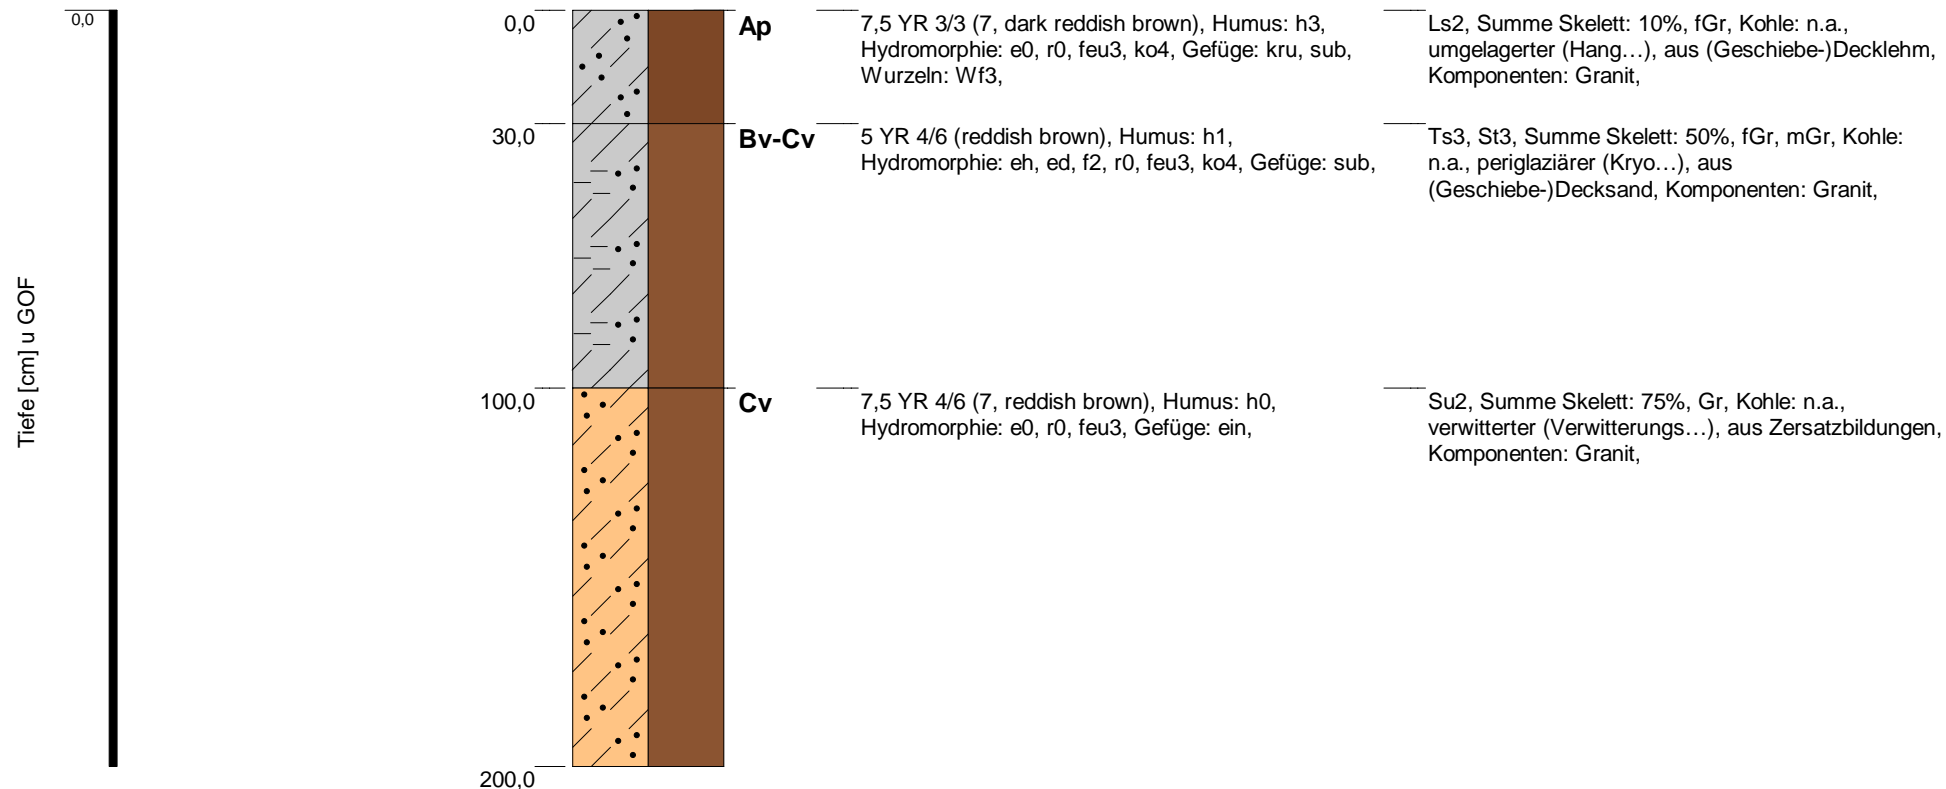 0,0
Tiefe [cm] u GOF
0,0
Ap
7,5 YR 3/3 (7, dark reddish brown), Humus: h3,
Hydromorphie: e0, r0, feu3, ko4, Gefüge: kru, sub,
Wurzeln: Wf3,
Ls2, Summe Skelett: 10%, fGr, Kohle: n.a.,
umgelagerter (Hang…), aus (Geschiebe-)Decklehm,
Komponenten: Granit,
30,0
Bv-Cv
5 YR 4/6 (reddish brown), Humus: h1,
Hydromorphie: eh, ed, f2, r0, feu3, ko4, Gefüge: sub,
Ts3, St3, Summe Skelett: 50%, fGr, mGr, Kohle:
n.a., periglaziärer (Kryo…), aus
(Geschiebe-)Decksand, Komponenten: Granit,
100,0
Cv
7,5 YR 4/6 (7, reddish brown), Humus: h0,
Hydromorphie: e0, r0, feu3, Gefüge: ein,
Su2, Summe Skelett: 75%, Gr, Kohle: n.a.,
verwitterter (Verwitterungs…), aus Zersatzbildungen,
Komponenten: Granit,
200,0